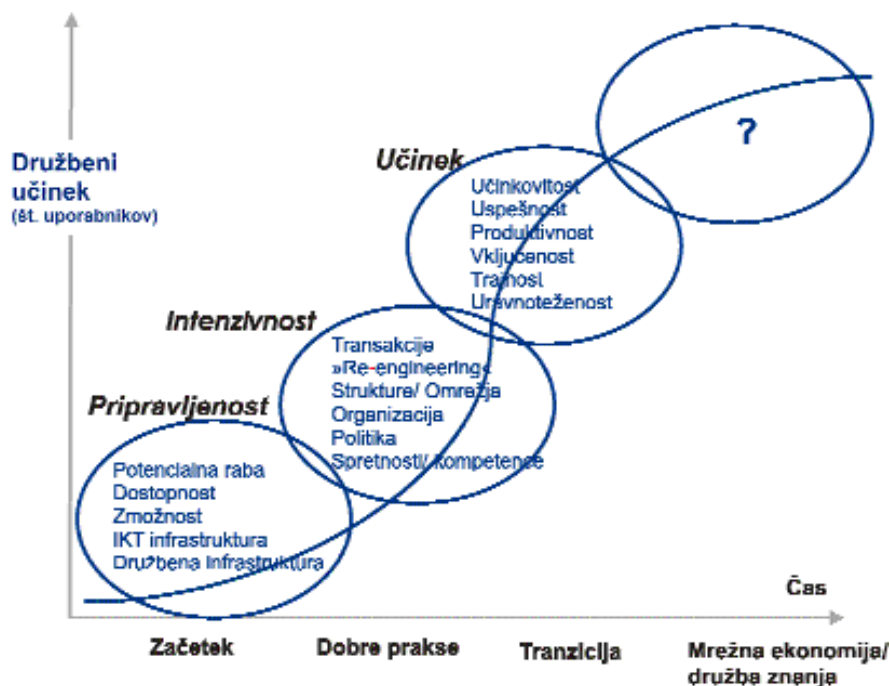 Družbeni
učinek
(št. uporabnikov)
?
Učinek
Učinkovitost
Uspešnost
Produktivnost
Vključenost
Trajnost
Uravnoteženost
Intenzivnost
Transakcije
»Re-engineering«
Strukture/ Omrežja
Organizacija
Politika
Spretnosti/ kompetence
Pripravljenost
Potencialna raba
Dostopnost
Zmožnost
IKT infrastruktura
Družbena infrastruktura
Čas
Začetek
Dobre prakse
Tranzicija
Mrežna ekonomija/
družba znanja